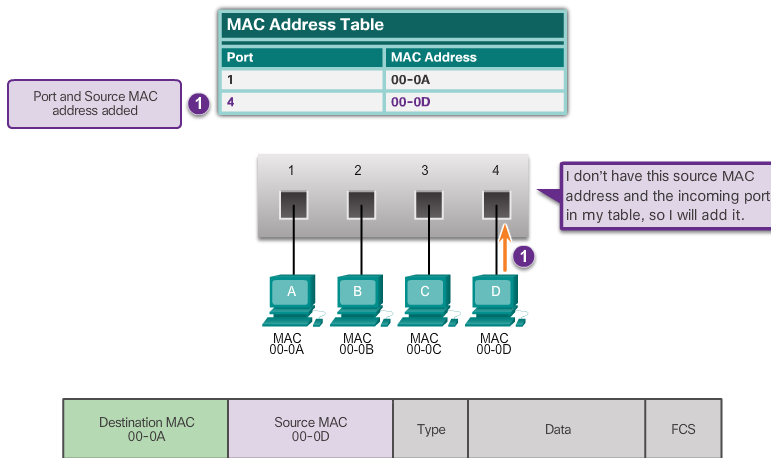 MAC Address Table
Port MAC Address
1 00-0A
4 00-0D
Port and Source MAC
address added
1
1 2 3 4
I don't have this source MAC
address and the incoming port
in my table, so I will add it.
1
A B C D
MAC MAC MAC MAC
00-0A 00-0B 00-0C 00-0D
Destination MAC
00-0A
Source MAC
00-0D
Type
Data
FCS